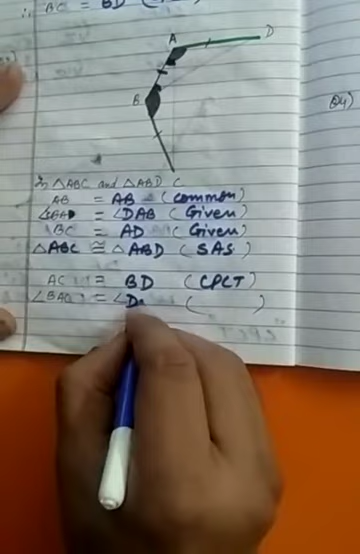 ∴ AC = BD
A
D
B
Q4)
In △ABC and △ABD
AB = AB (common)
= ∠DAB (Given)
BC = AD (Given)
△ABC ≅ △ABD (SAS)
AC = BD (CPCT)
∠BAC = ∠D ( )